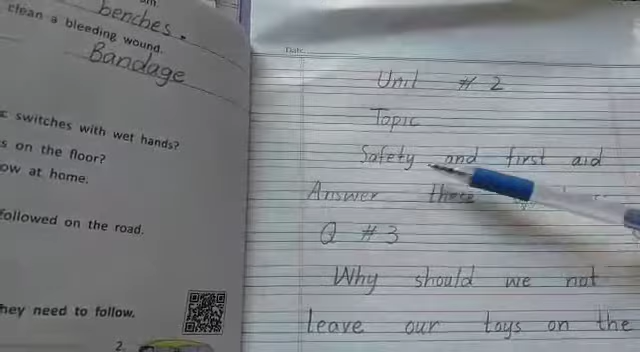 benches.
clean a bleeding wound.
Bandage
switches with wet hands?
on the floor?
at home.
followed on the road.
they need to follow.
2.
Date:
Unit # 2
Topic
Safety and first aid
Answer these
Q # 3
Why should we not
leave our toys on the